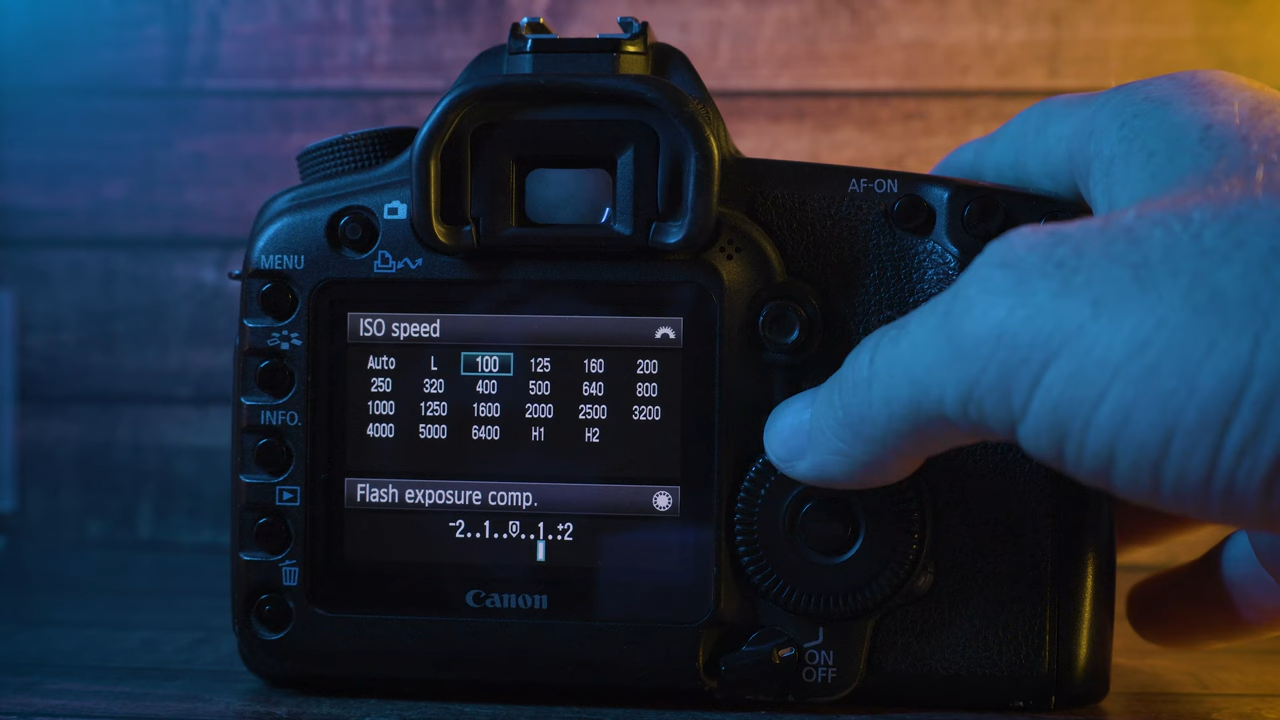 AF-ON
MENU
ISO speed
Auto L 100 125 160 200
250 320 400 500 640 800
1000 1250 1600 2000 2500 3200
4000 5000 6400 H1 H2
INFO.
Flash exposure comp.
-2..1..0..1.:+2
Canon
ON
OFF